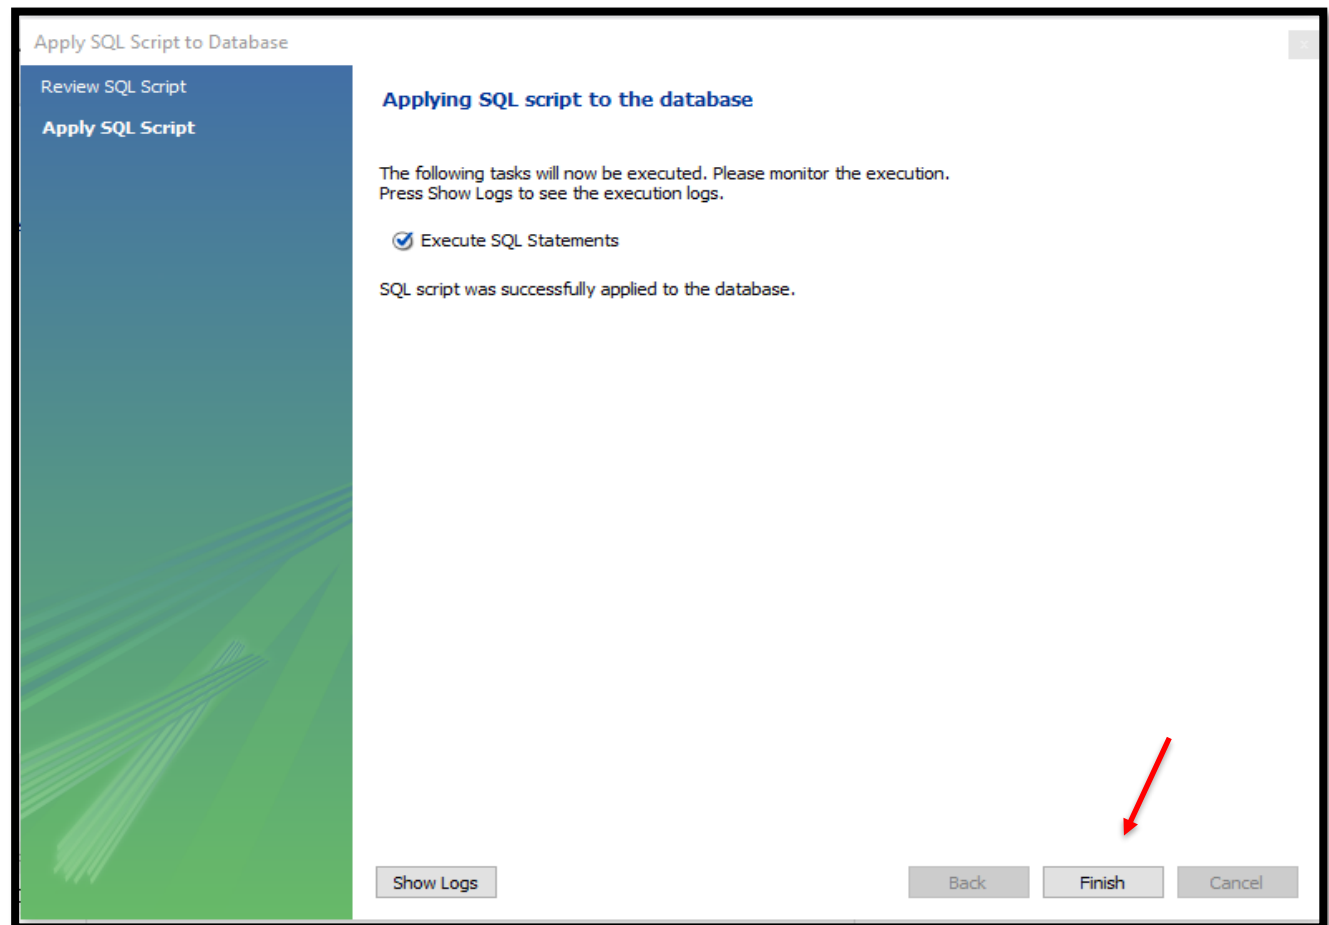 Apply SQL Script to Database
Review SQL Script
Apply SQL Script
Applying SQL script to the database
The following tasks will now be executed. Please monitor the execution.
Press Show Logs to see the execution logs.
Execute SQL Statements
SQL script was successfully applied to the database.
Show Logs
Back
Finish
Cancel